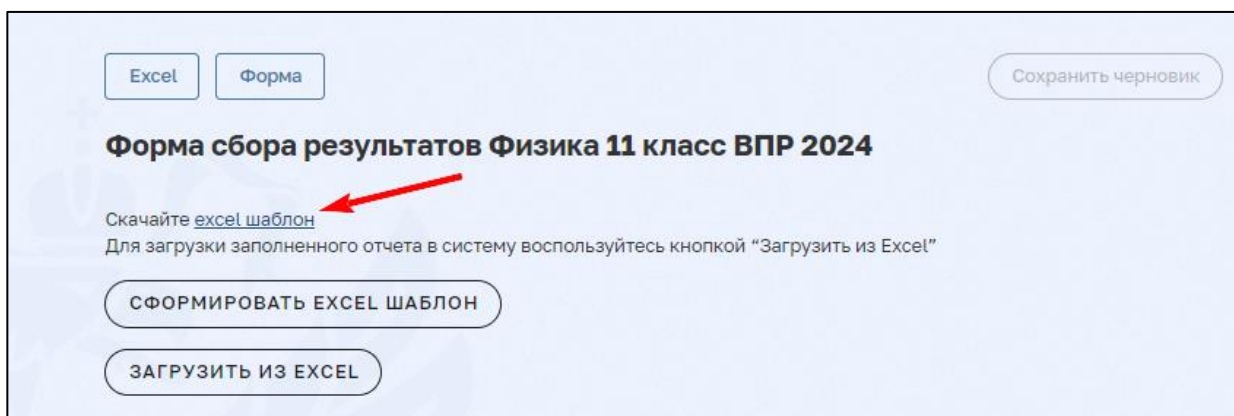 Excel Форма Сохранить черновик
Форма сбора результатов Физика 11 класс ВПР 2024
Скачайте excel шаблон
Для загрузки заполненного отчета в систему воспользуйтесь кнопкой “Загрузить из Excel”
СФОРМИРОВАТЬ EXCEL ШАБЛОН
ЗАГРУЗИТЬ ИЗ EXCEL